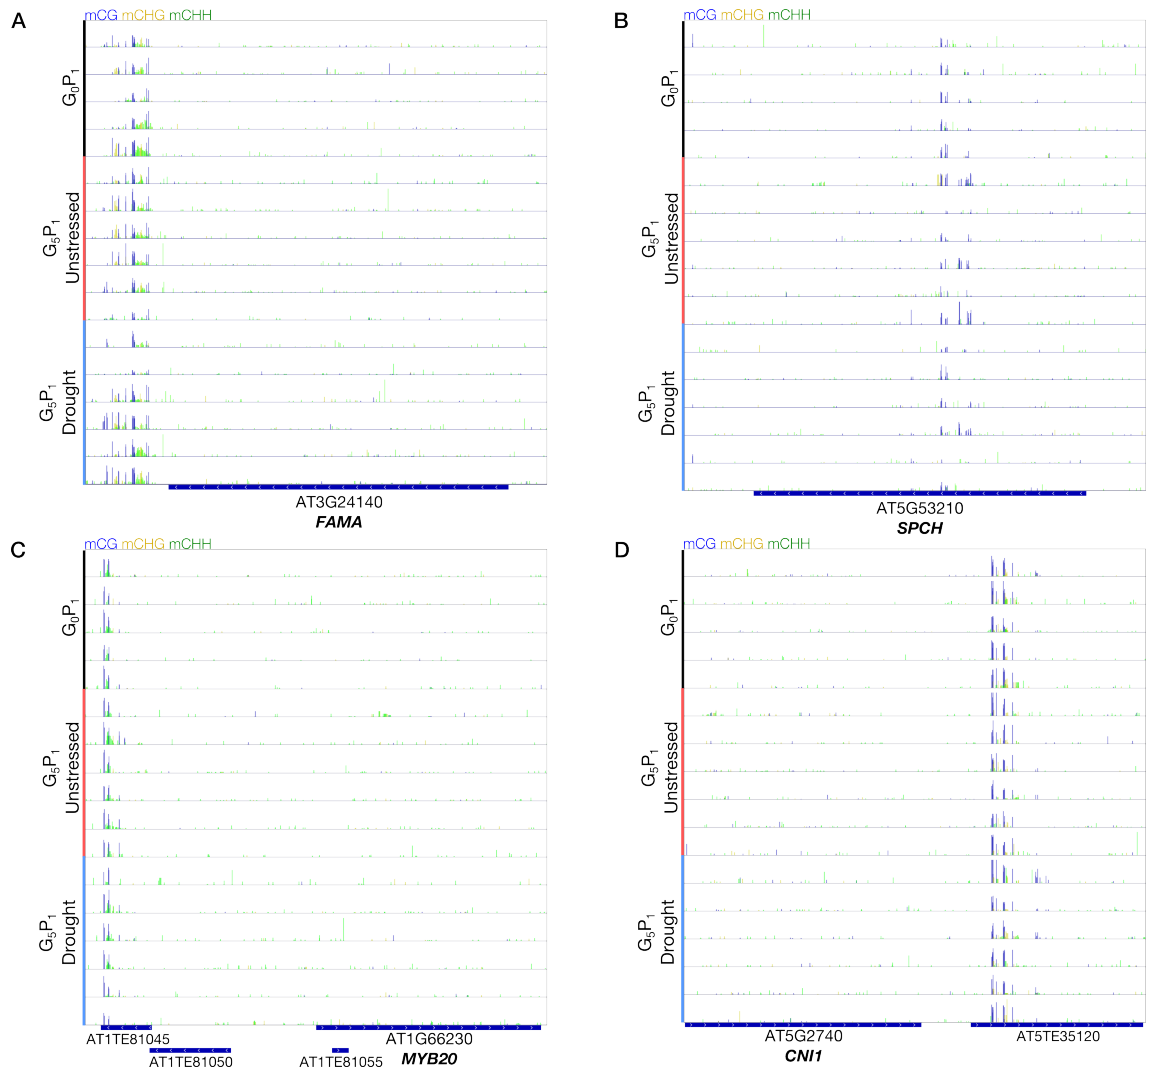 A
mCG mCHG mCHH
G0P1
G5P1
Unstressed
G5P1
Drought
AT3G24140
FAMA
B
mCG mCHG mCHH
G0P1
G5P1
Unstressed
G5P1
Drought
AT5G53210
SPCH
C
mCG mCHG mCHH
G0P1
G5P1
Unstressed
G5P1
Drought
AT1TE81045
AT1G66230
AT1TE81050
AT1TE81055
MYB20
D
mCG mCHG mCHH
G0P1
G5P1
Unstressed
G5P1
Drought
AT5G2740
AT5TE35120
CNI1